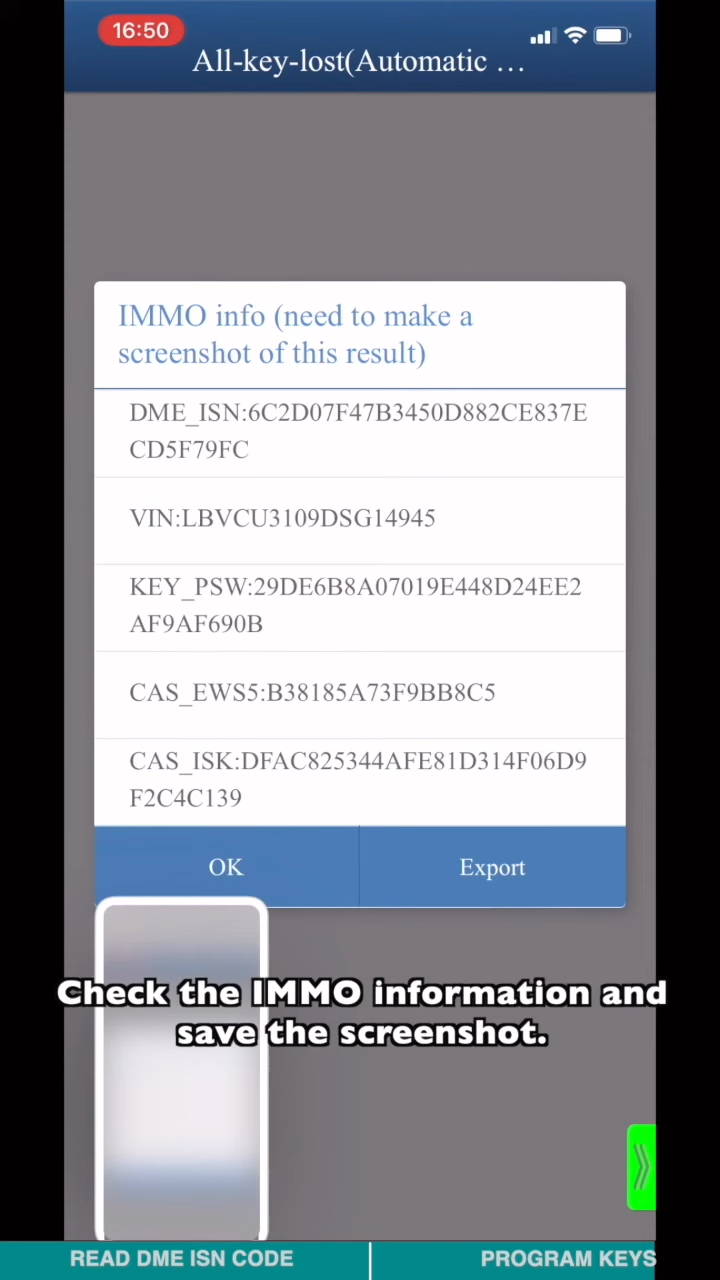 16:50
All-key-lost(Automatic ...
IMMO info (need to make a
screenshot of this result)
DME_ISN:6C2D07F47B3450D882CE837E
CD5F79FC
VIN:LBVCU3109DSG14945
KEY_PSW:29DE6B8A07019E448D24EE2
AF9AF690B
CAS_EWS5:B38185A73F9BB8C5
CAS_ISK:DFAC825344AFE81D314F06D9
F2C4C139
OK
Export
Check the IMMO information and
save the screenshot.
READ DME ISN CODE
PROGRAM KEYS